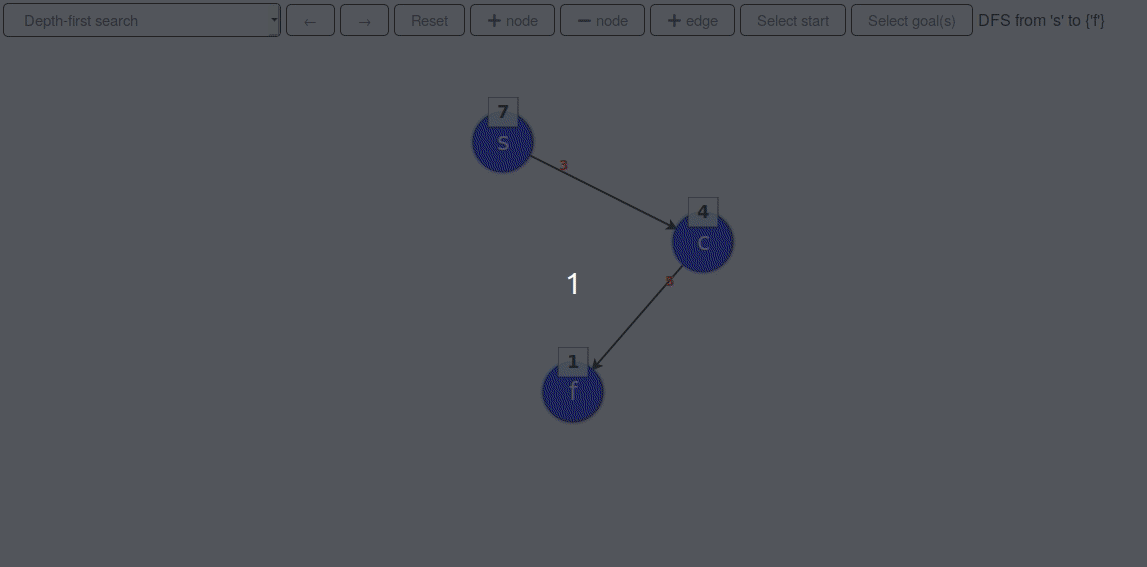 Depth-first search ← → Reset + node − node + edge Select start Select goal(s) DFS from 's' to {'f'}
7
s
3
4
c
1
1
f